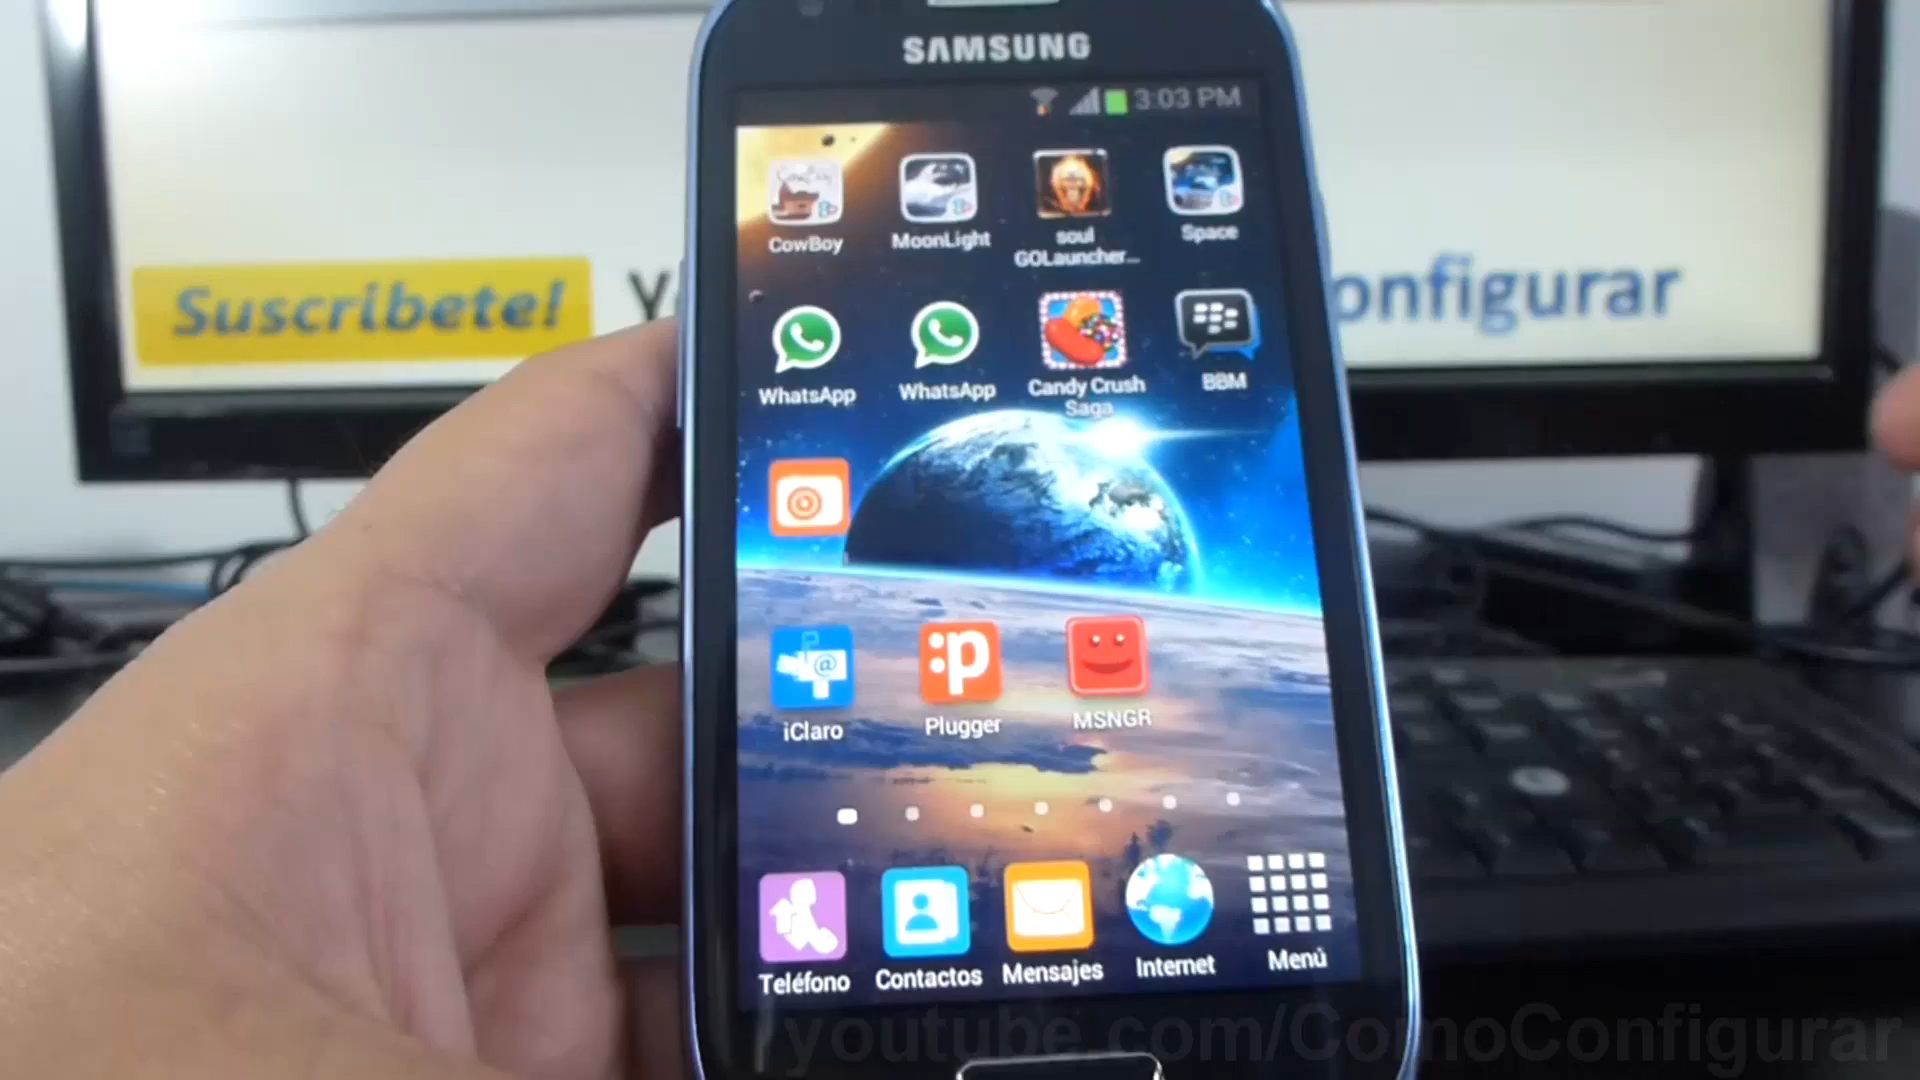 SAMSUNG
3:03 PM
CowBoy
MoonLight
soul
GOLauncher...
Space
Suscribete!
Y
onfigurar
WhatsApp
WhatsApp
Candy Crush
Saga
BBM
iClaro
:p
Plugger
MSNGR
Teléfono
Contactos
Mensajes
Internet
Menú
youtube.com/ComoConfigurar